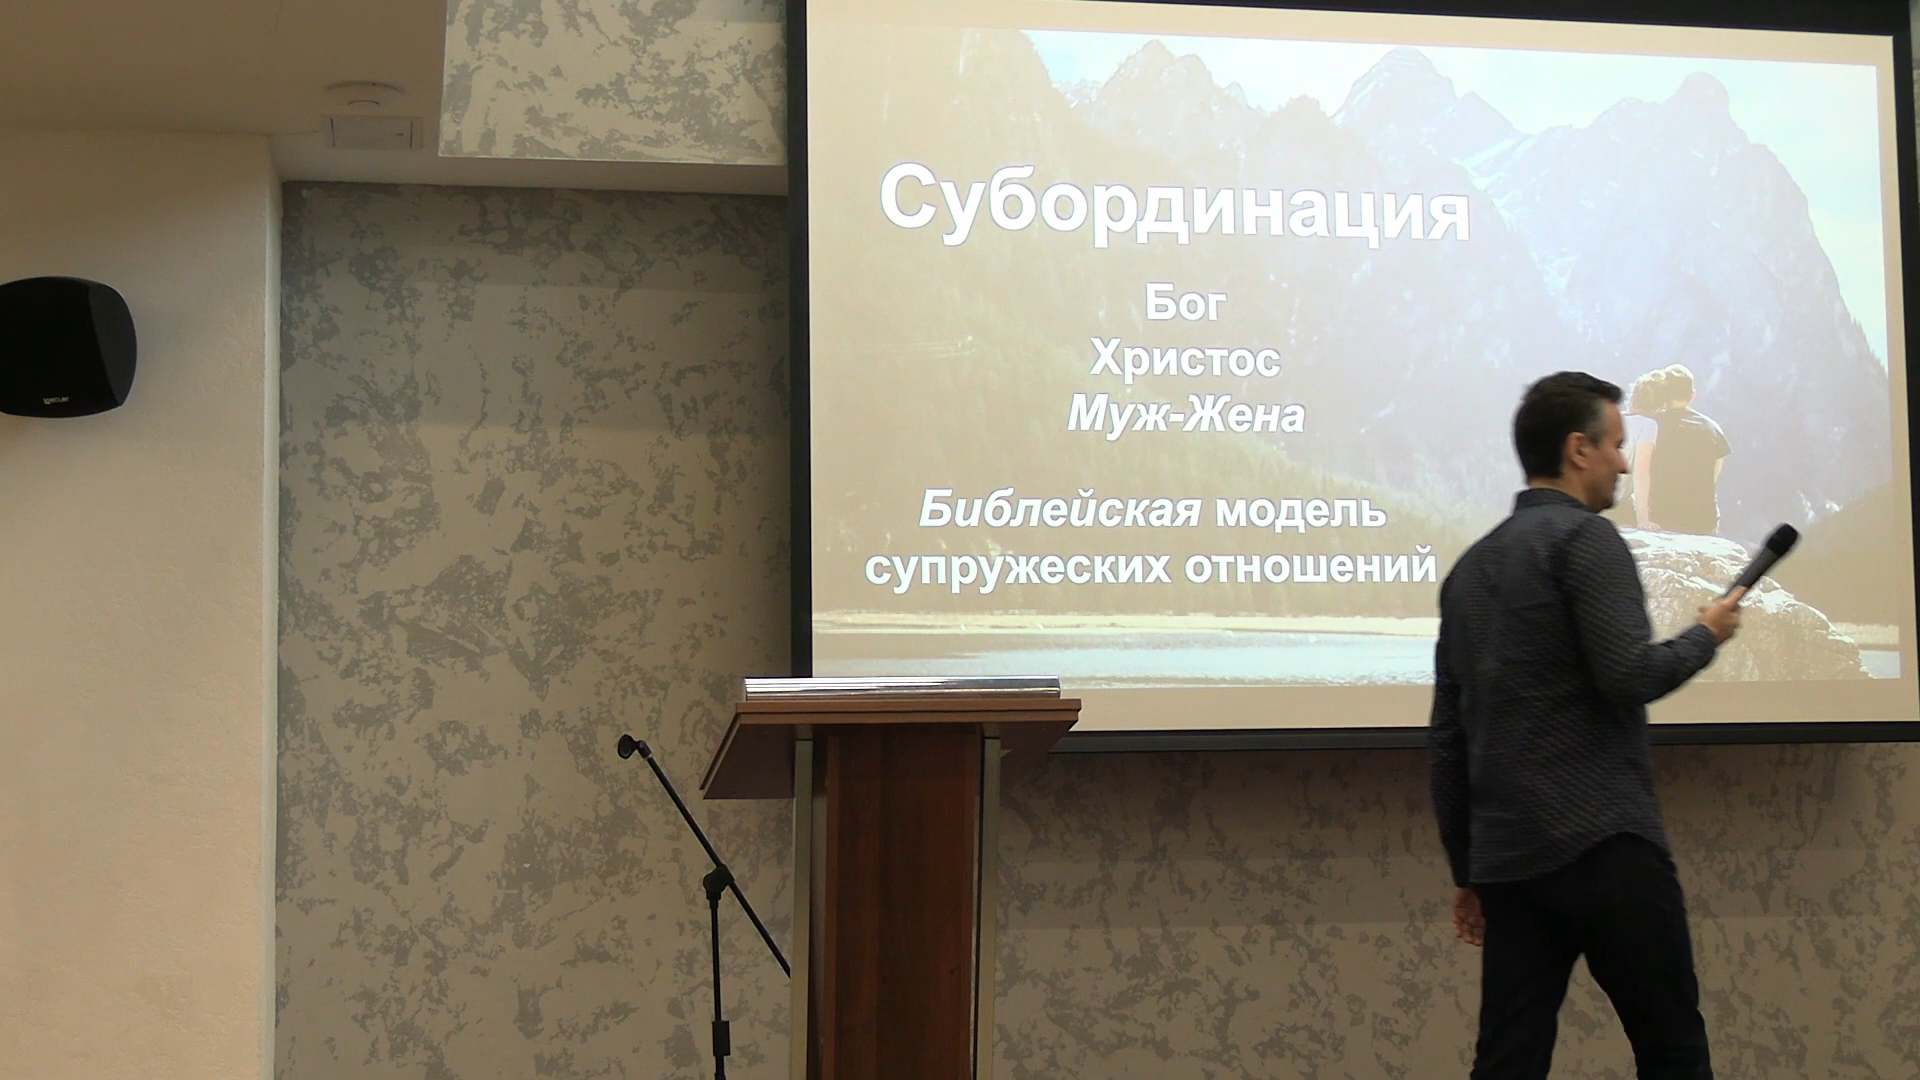 Субординация
Бог
Христос
Муж-Жена
Библейская модель
супружеских отношений